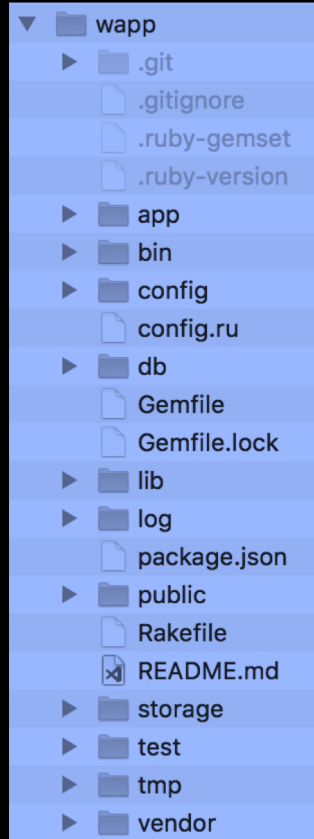 wapp
.git
.gitignore
.ruby-gemset
.ruby-version
app
bin
config
config.ru
db
Gemfile
Gemfile.lock
lib
log
package.json
public
Rakefile
README.md
storage
test
tmp
vendor